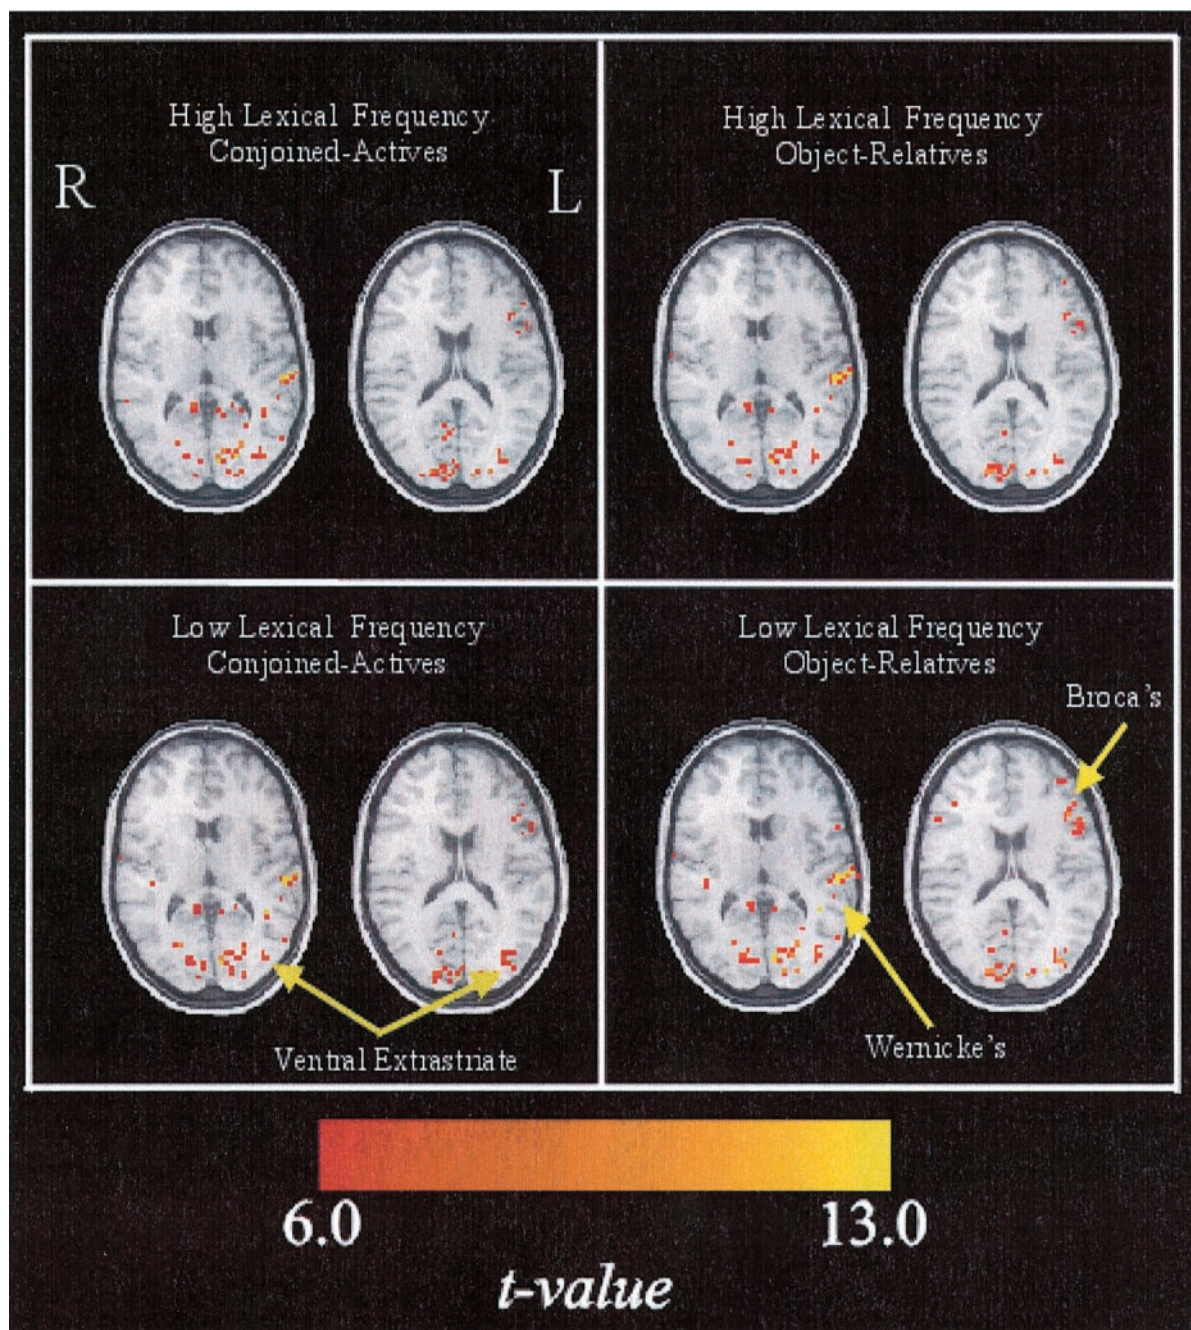 High Lexical Frequency
Conjoined-Actives
R
L
High Lexical Frequency
Object-Relatives
Low Lexical Frequency
Conjoined-Actives
Ventral Extrastriate
Low Lexical Frequency
Object-Relatives
Broca's
Wernicke's
6.0
13.0
t-value